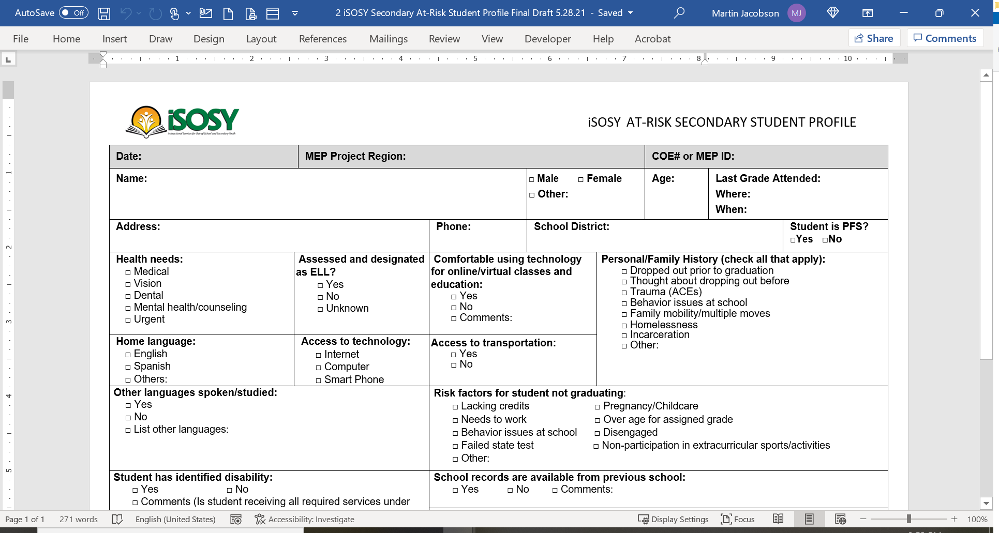 AutoSave Off 2 iSOSY Secondary At-Risk Student Profile Final Draft 5.28.21 - Saved Martin Jacobson MJ
File Home Insert Draw Design Layout References Mailings Review View Developer Help Acrobat Share Comments
1 2 3 4 5 6 7 8 9 10
iSOSY
Instructional Services for Out-of-School and Secondary Youth
iSOSY AT-RISK SECONDARY STUDENT PROFILE
Date: MEP Project Region: COE# or MEP ID:
Name: □ Male □ Female Age: Last Grade Attended:
□ Other: Where:
When:
Address: Phone: School District: Student is PFS?
□Yes □No
Health needs:
□ Medical
□ Vision
□ Dental
□ Mental health/counseling
□ Urgent
Assessed and designated
as ELL?
□ Yes
□ No
□ Unknown
Comfortable using technology
for online/virtual classes and
education:
□ Yes
□ No
□ Comments:
Personal/Family History (check all that apply):
□ Dropped out prior to graduation
□ Thought about dropping out before
□ Trauma (ACEs)
□ Behavior issues at school
□ Family mobility/multiple moves
□ Homelessness
□ Incarceration
□ Other:
Home language:
□ English
□ Spanish
□ Others:
Access to technology:
□ Internet
□ Computer
□ Smart Phone
Access to transportation:
□ Yes
□ No
Other languages spoken/studied:
□ Yes
□ No
□ List other languages:
Risk factors for student not graduating:
□ Lacking credits □ Pregnancy/Childcare
□ Needs to work □ Over age for assigned grade
□ Behavior issues at school □ Disengaged
□ Failed state test □ Non-participation in extracurricular sports/activities
□ Other:
Student has identified disability:
□ Yes □ No
□ Comments (Is student receiving all required services under
School records are available from previous school:
□ Yes □ No □ Comments:
1
2
3
4
5
Page 1 of 1 271 words English (United States) Accessibility: Investigate Display Settings Focus 100%